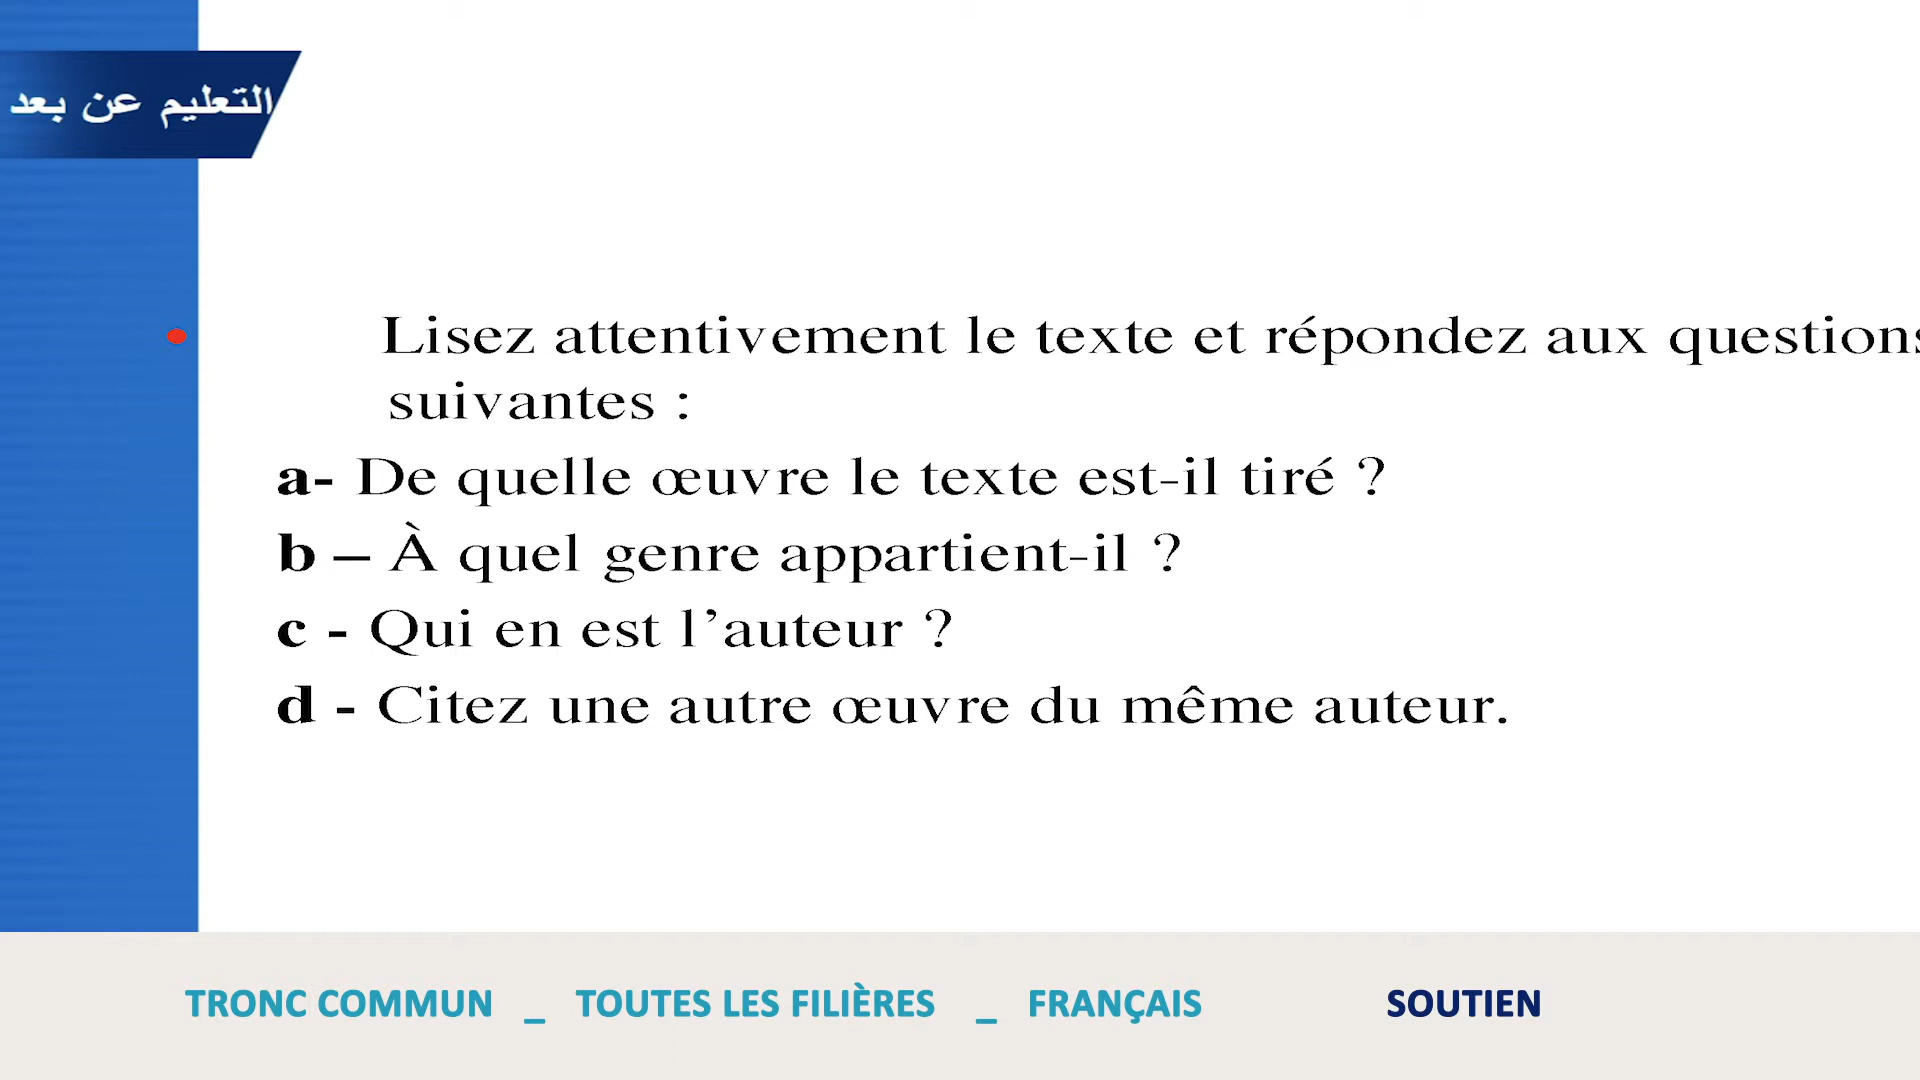 التعليم عن بعد
Lisez attentivement le texte et répondez aux questions
suivantes :
a- De quelle œuvre le texte est-il tiré ?
b – À quel genre appartient-il ?
c - Qui en est l’auteur ?
d - Citez une autre œuvre du même auteur.
TRONC COMMUN _ TOUTES LES FILIÈRES _ FRANÇAIS SOUTIEN